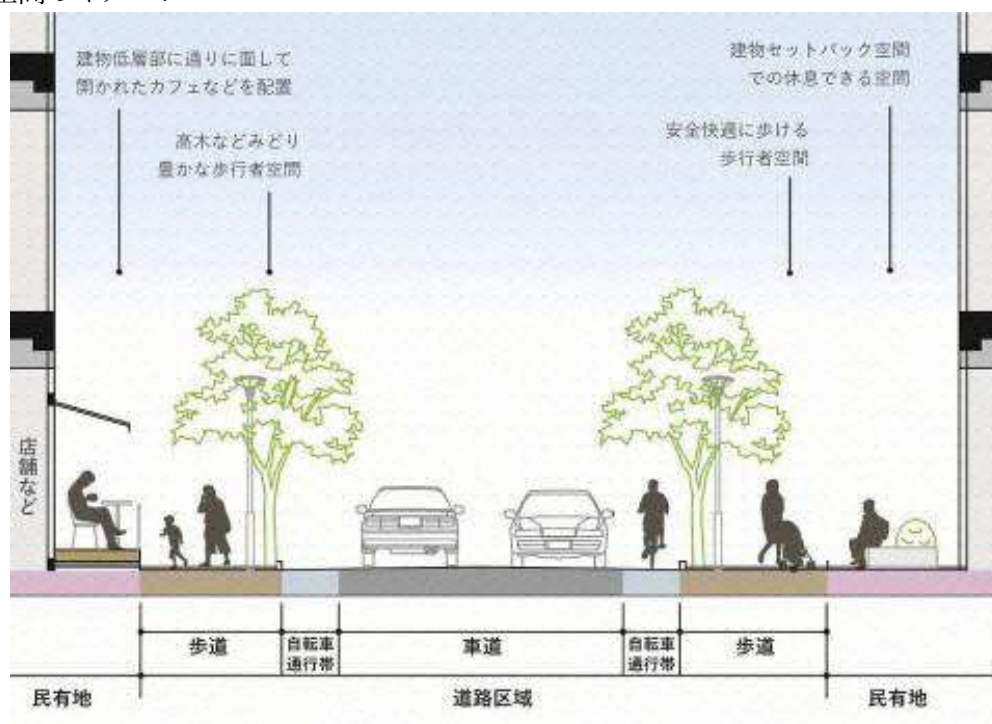 建物低層部に通りに面して
開かれたカフェなどを配置
高木などみどり
豊かな歩行者空間
建物セットバック空間
での休息できる空間
安全快適に歩ける
歩行者空間
店舗など
歩道
自転車
通行帯
車道
自転車
通行帯
歩道
民有地
道路区域
民有地